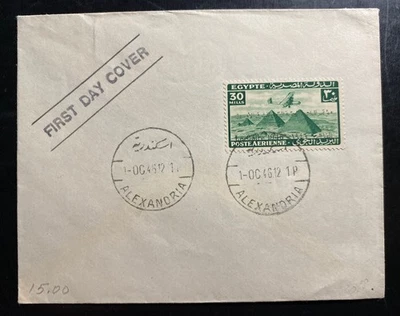 FIRST DAY COVER
EGYPTE
30
MILLS
٣٠
POSTE AERIENNE
اسكندرية
1-OC 46 12 1P
ALEXANDRIA
1-OC 46 12 1P
ALEXANDRIA
15.00